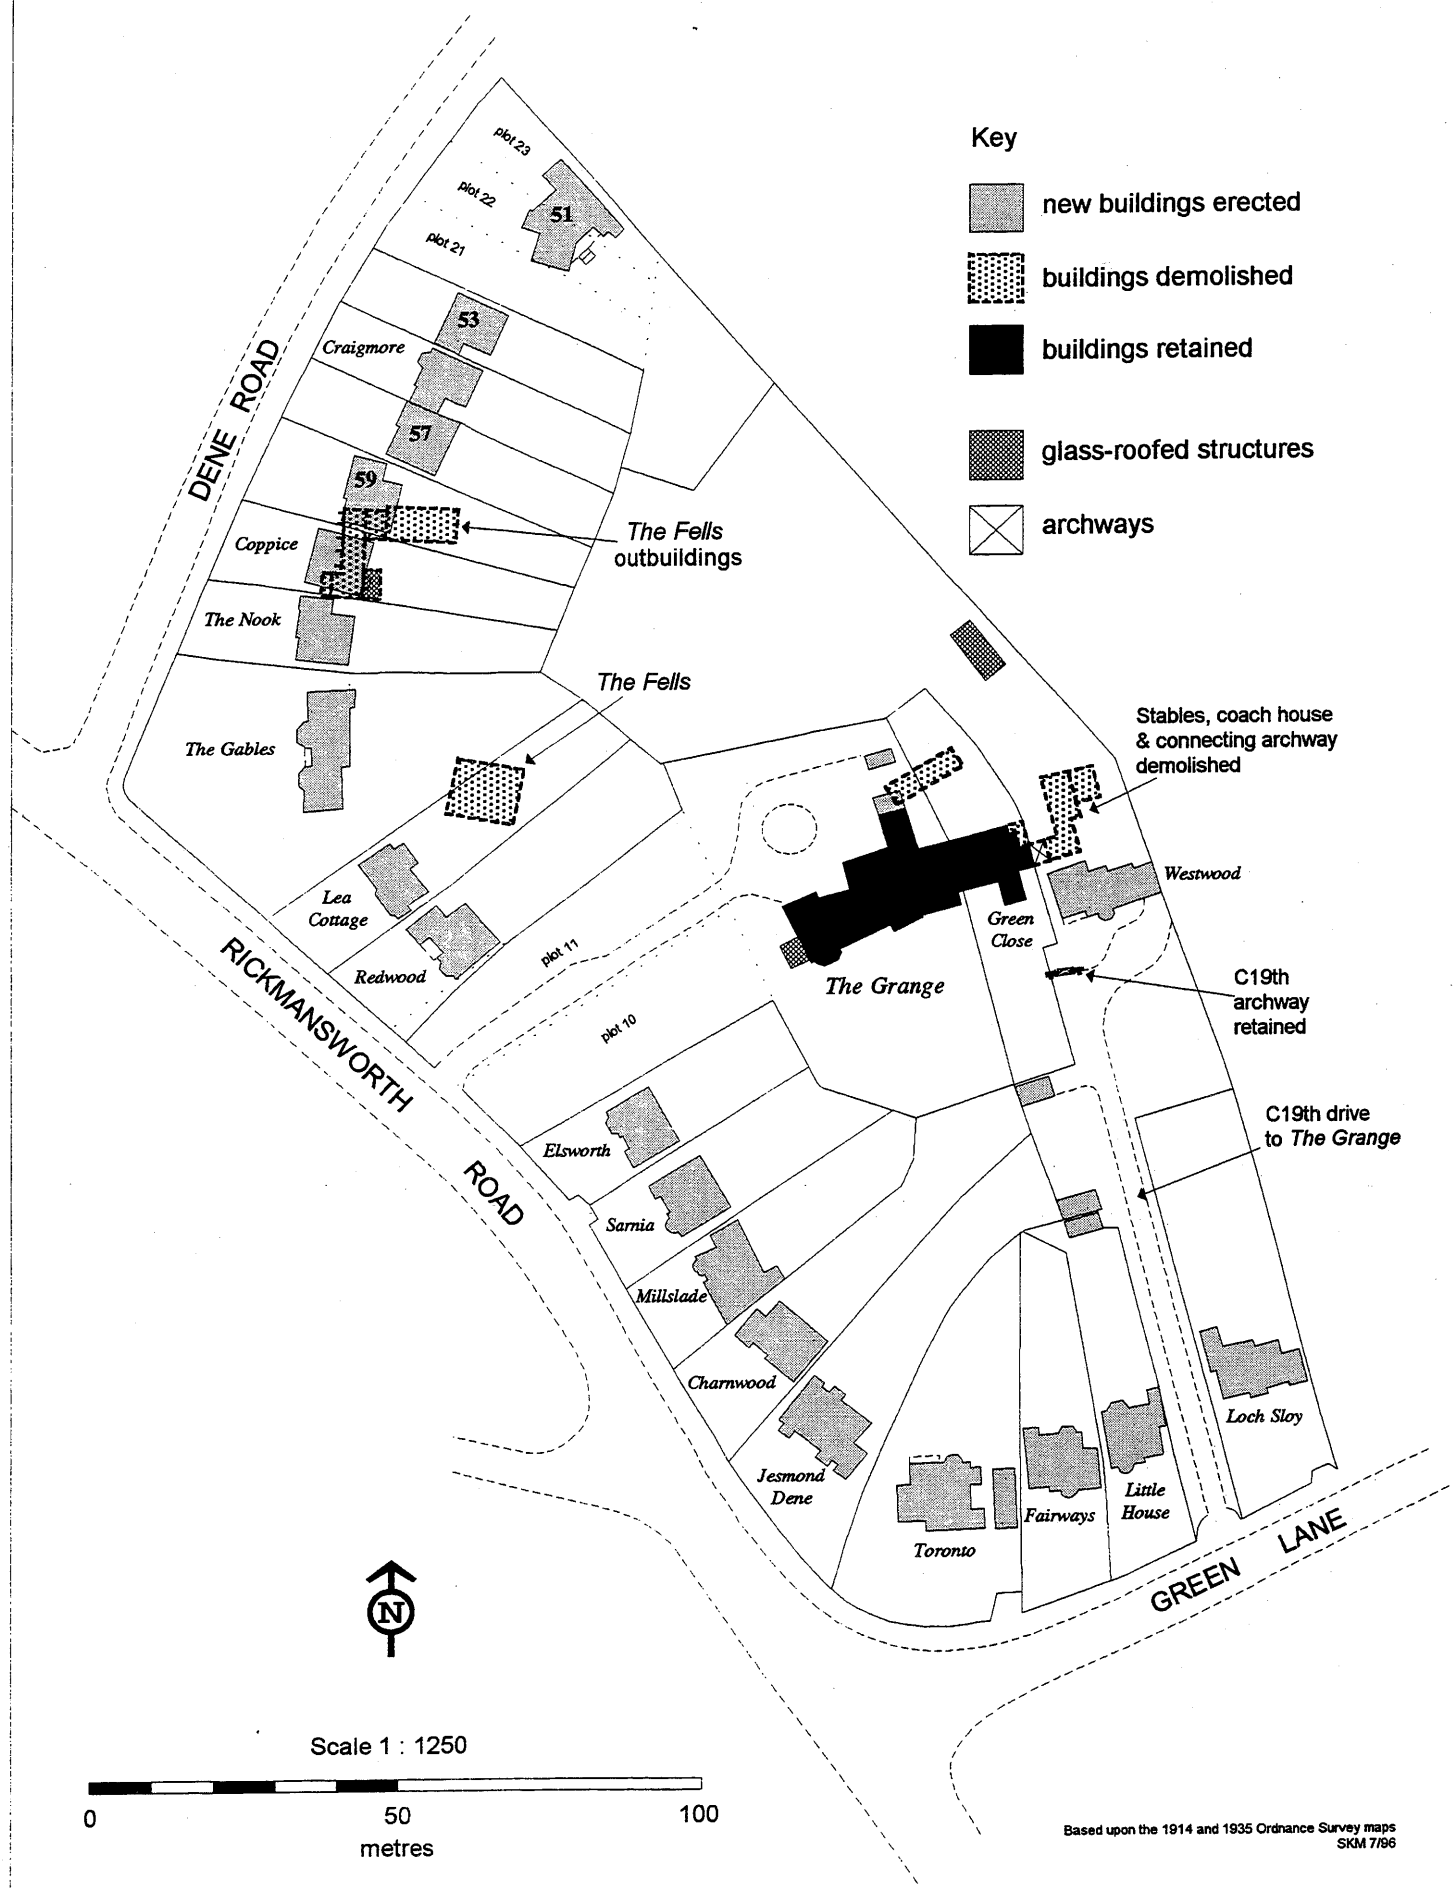 Key
new buildings erected
buildings demolished
buildings retained
glass-roofed structures
archways
plot 23
plot 22
plot 21
51
53
Craigmore
57
59
DENE ROAD
The Fells
outbuildings
Coppice
The Nook
The Fells
The Gables
Stables, coach house
& connecting archway
demolished
Westwood
Lea
Cottage
Redwood
plot 11
Green
Close
The Grange
C19th
archway
retained
RICKMANSWORTH
ROAD
plot 10
C19th drive
to The Grange
Elsworth
Sarnia
Millslade
Charnwood
Jesmond
Dene
Toronto
Fairways
Little
House
Loch Sloy
GREEN LANE
N
Scale 1 : 1250
0
50
100
metres
Based upon the 1914 and 1935 Ordnance Survey maps
SKM 7/96